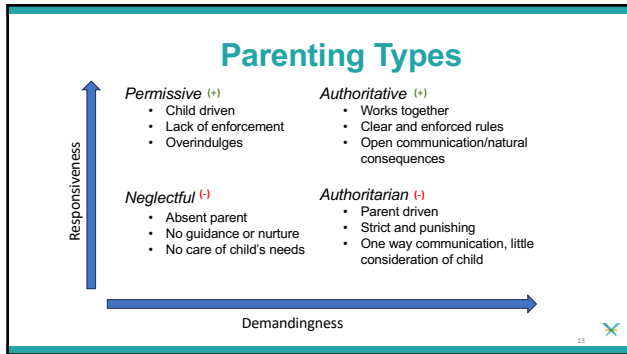 Parenting Types
Permissive (+)
• Child driven
• Lack of enforcement
• Overindulges
Authoritative (+)
• Works together
• Clear and enforced rules
• Open communication/natural
consequences
Responsiveness
Neglectful (-)
• Absent parent
• No guidance or nurture
• No care of child's needs
Authoritarian (-)
• Parent driven
• Strict and punishing
• One way communication, little
consideration of child
Demandingness
13